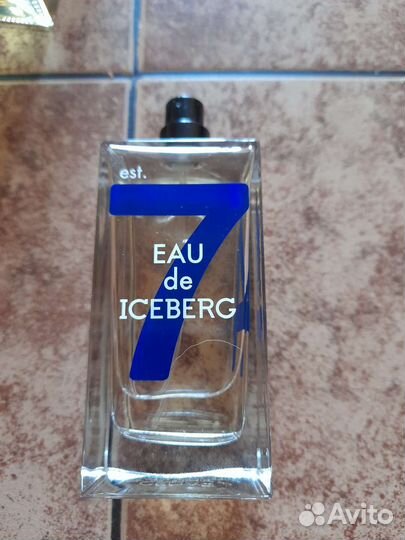 est.
7
EAU
de
ICEBERG
Avito